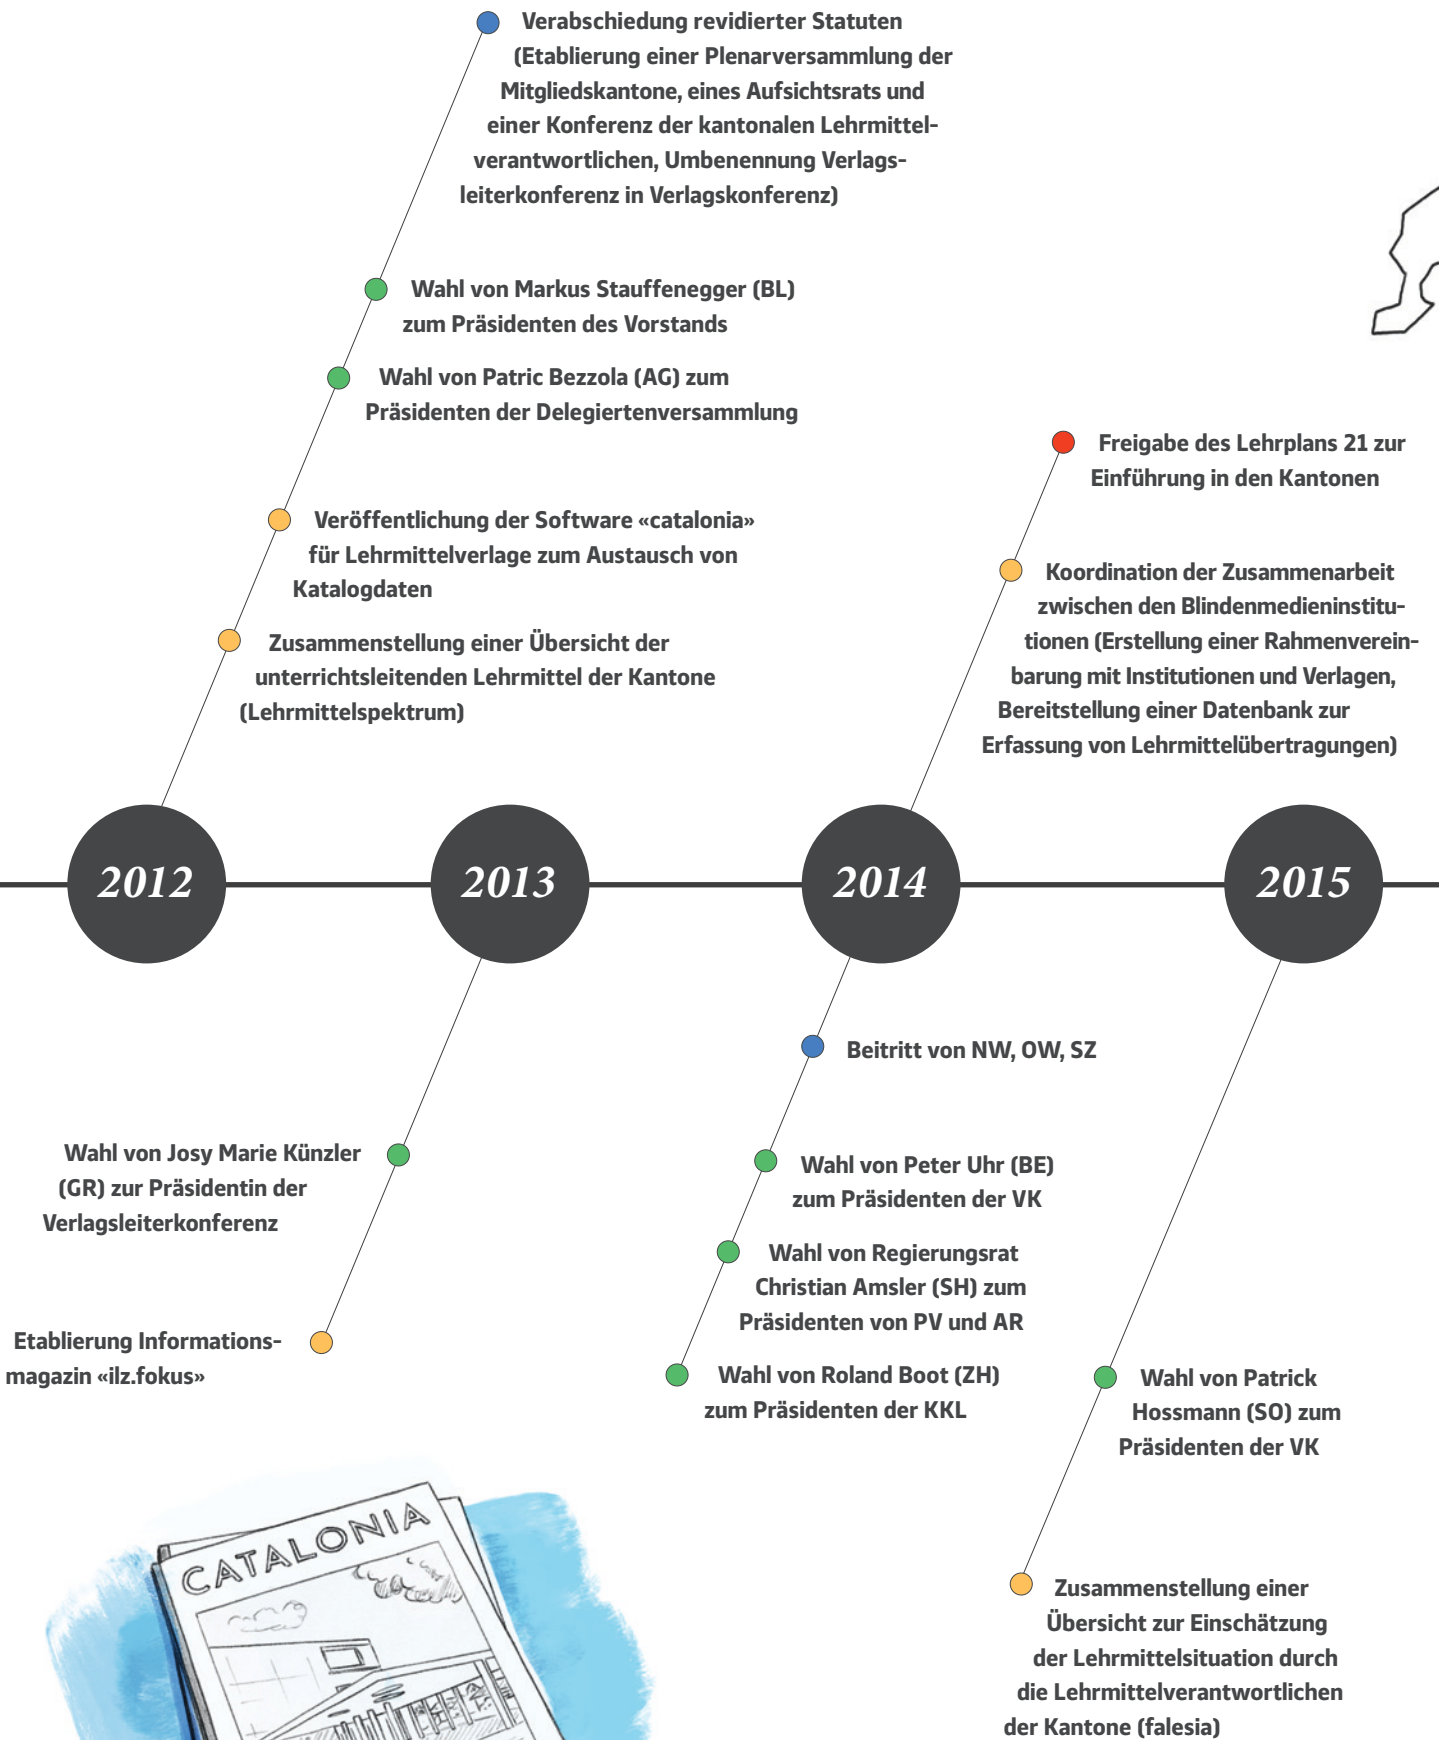 Verabschiedung revidierter Statuten
(Etablierung einer Plenarversammlung der
Mitgliedskantone, eines Aufsichtsrats und
einer Konferenz der kantonalen Lehrmittel-
verantwortlichen, Umbenennung Verlags-
leiterkonferenz in Verlagskonferenz)
Wahl von Markus Stauffenegger (BL)
zum Präsidenten des Vorstands
Wahl von Patric Bezzola (AG) zum
Präsidenten der Delegiertenversammlung
Veröffentlichung der Software «catalonia»
für Lehrmittelverlage zum Austausch von
Katalogdaten
Zusammenstellung einer Übersicht der
unterrichtsleitenden Lehrmittel der Kantone
(Lehrmittelspektrum)
Freigabe des Lehrplans 21 zur
Einführung in den Kantonen
Koordination der Zusammenarbeit
zwischen den Blindenmedieninstitu-
tionen (Erstellung einer Rahmenverein-
barung mit Institutionen und Verlagen,
Bereitstellung einer Datenbank zur
Erfassung von Lehrmittelübertragungen)
2012
2013
2014
2015
Wahl von Josy Marie Künzler
(GR) zur Präsidentin der
Verlagsleiterkonferenz
Etablierung Informations-
magazin «ilz.fokus»
Beitritt von NW, OW, SZ
Wahl von Peter Uhr (BE)
zum Präsidenten der VK
Wahl von Regierungsrat
Christian Amsler (SH) zum
Präsidenten von PV und AR
Wahl von Roland Boot (ZH)
zum Präsidenten der KKL
Wahl von Patrick
Hossmann (SO) zum
Präsidenten der VK
Zusammenstellung einer
Übersicht zur Einschätzung
der Lehrmittelsituation durch
die Lehrmittelverantwortlichen
der Kantone (falesia)
CATALONIA